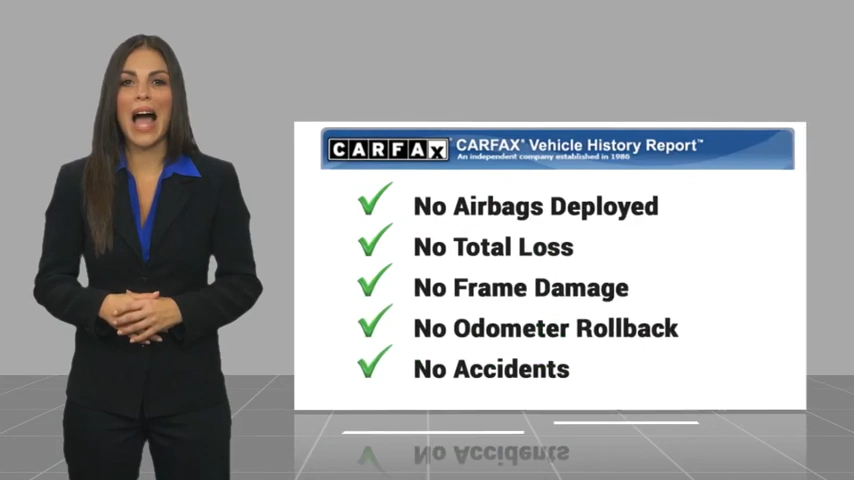 CARFAX CARFAX® Vehicle History Report™
An independent company established in 1986
No Airbags Deployed
No Total Loss
No Frame Damage
No Odometer Rollback
No Accidents
No Accidents